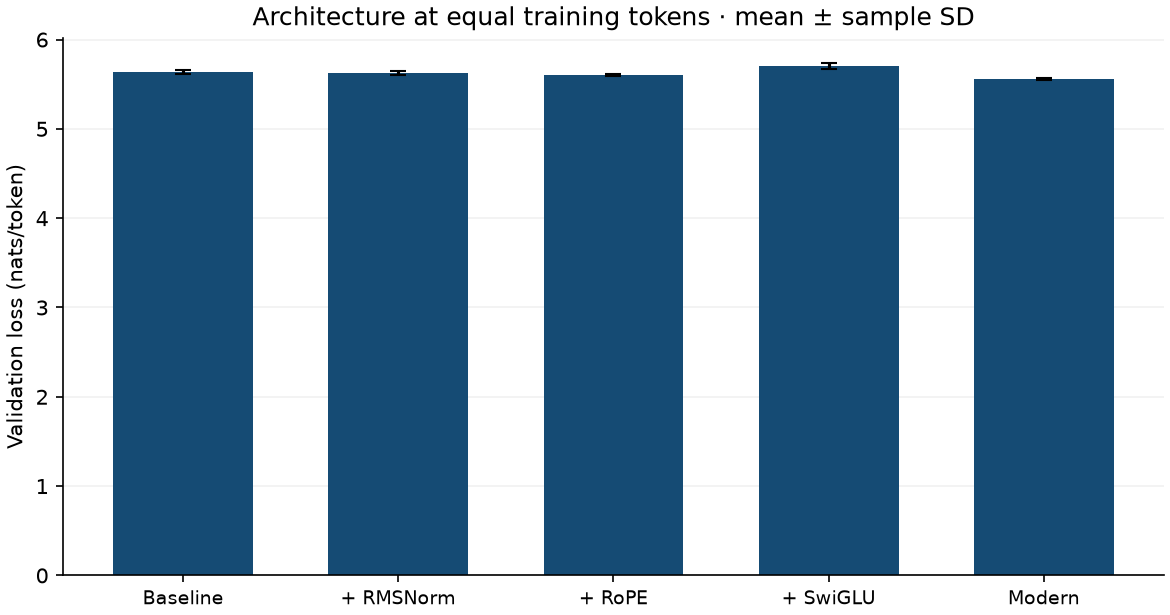 Architecture at equal training tokens · mean ± sample SD
Validation loss (nats/token)
6
5
4
3
2
1
0
Baseline
+ RMSNorm
+ RoPE
+ SwiGLU
Modern